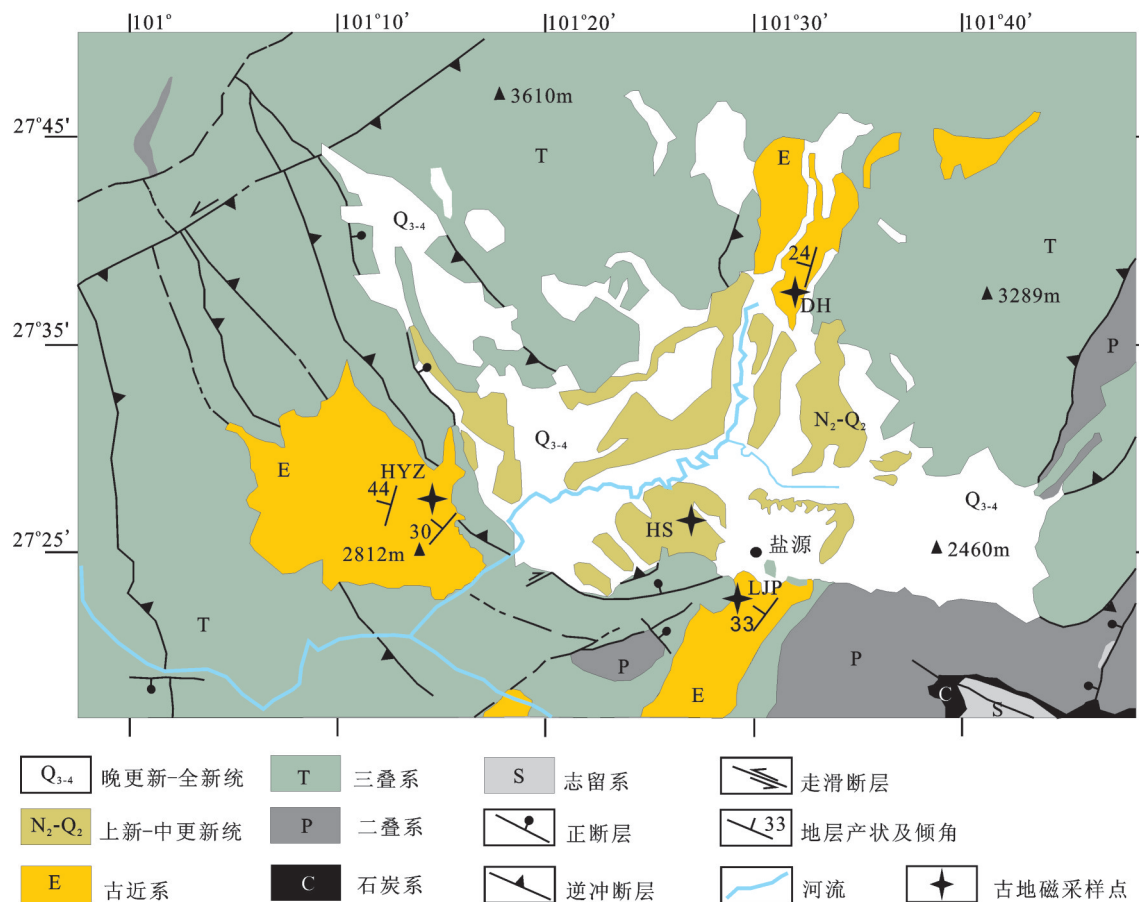 101° 101°10' 101°20' 101°30' 101°40'
3610m
27°45'
T
E
Q3-4
T
24
3289m
DH
27°35'
P
N2-Q2
Q3-4
E
HYZ
44
Q3-4
HS
30
盐源
27°25'
2812m
2460m
LJP
33
T
P
P
E
C
S
Q3-4 晚更新-全新统 T 三叠系 S 志留系 走滑断层
N2-Q2 上新-中更新统 P 二叠系 正断层 33 地层产状及倾角
E 古近系 C 石炭系 逆冲断层 河流 古地磁采样点